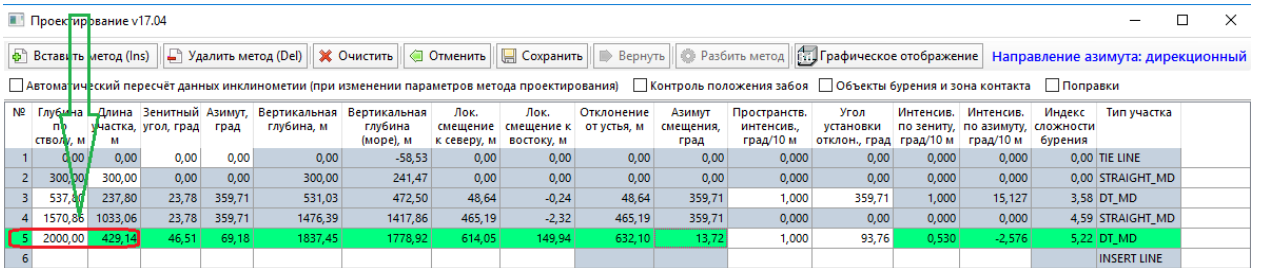 Проектирование v17.04
Вставить метод (Ins) Удалить метод (Del) Очистить Отменить Сохранить Вернуть Разбить метод Графическое отображение Направление азимута: дирекционный
Автоматический пересчёт данных инклинометрии (при изменении параметров метода проектирования) Контроль положения забоя Объекты бурения и зона контакта Поправки
№ Глубина по стволу, м Длина участка, м Зенитный угол, град Азимут, град Вертикальная глубина, м Вертикальная глубина (море), м Лок. смещение к северу, м Лок. смещение к востоку, м Отклонение от устья, м Азимут смещения, град Пространств. интенсив., град/10 м Угол установки отклон., град Интенсив. по зениту, град/10 м Интенсив. по азимуту, град/10 м Индекс сложности бурения Тип участка
1 0,00 0,00 0,00 0,00 0,00 -58,53 0,00 0,00 0,00 0,00 0,000 0,00 0,000 0,000 0,00 TIE LINE
2 300,00 300,00 0,00 0,00 300,00 241,47 0,00 0,00 0,00 0,00 0,000 0,00 0,000 0,000 0,00 STRAIGHT_MD
3 537,80 237,80 23,78 359,71 531,03 472,50 48,64 -0,24 48,64 359,71 1,000 359,71 1,000 15,127 3,58 DT_MD
4 1570,86 1033,06 23,78 359,71 1476,39 1417,86 465,19 -2,32 465,19 359,71 0,000 0,00 0,000 0,000 4,59 STRAIGHT_MD
5 2000,00 429,14 46,51 69,18 1837,45 1778,92 614,05 149,94 632,10 13,72 1,000 93,76 0,530 -2,576 5,22 DT_MD
6 INSERT LINE